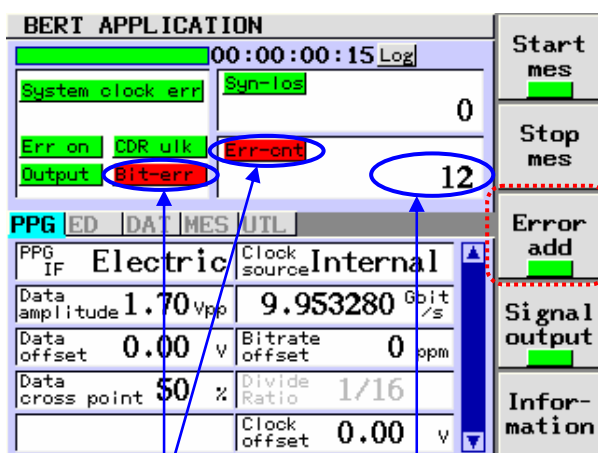 BERT APPLICATION
00:00:00:15 Log
System clock err
Syn-los
0
Err on CDR ulk
Output Bit-err
Err-cnt
12
PPG ED DAT MES UTL
PPG IF Electric
Clock source Internal
Data amplitude 1.70 Vpp
9.953280 Gbit/s
Data offset 0.00 V
Bitrate offset 0 ppm
Data cross point 50 %
Divide Ratio 1/16
Clock offset 0.00 V
Start
mes
Stop
mes
Error
add
Signal
output
Infor-
mation